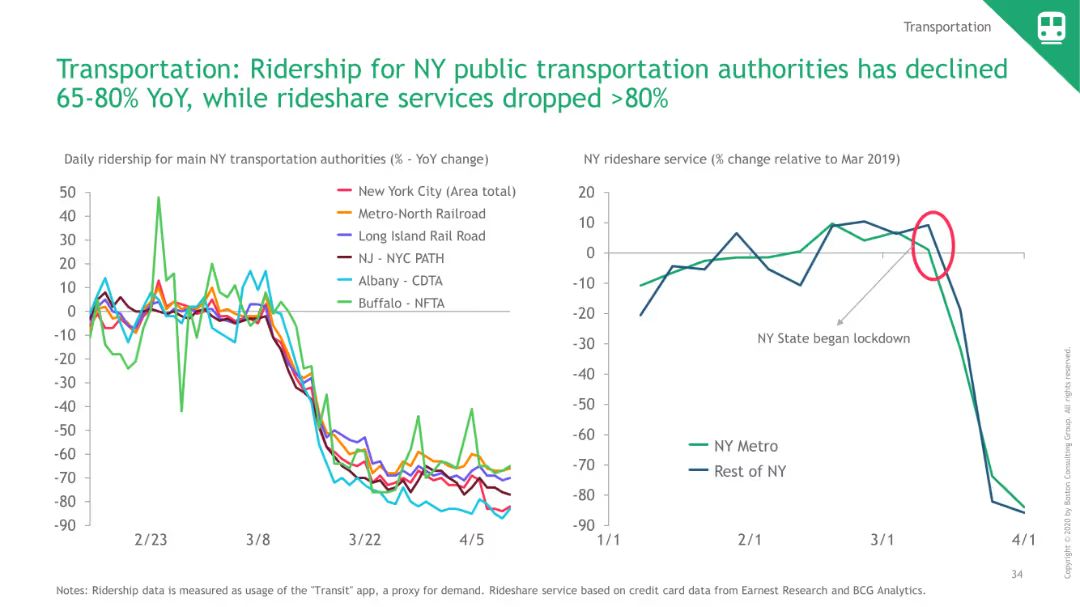 Transportation
Transportation: Ridership for NY public transportation authorities has declined
65-80% YoY, while rideshare services dropped >80%
Daily ridership for main NY transportation authorities (% - YoY change)
50
40
30
20
10
0
-10
-20
-30
-40
-50
-60
-70
-80
-90
2/23
3/8
3/22
4/5
New York City (Area total)
Metro-North Railroad
Long Island Rail Road
NJ - NYC PATH
Albany - CDTA
Buffalo - NFTA
NY rideshare service (% change relative to Mar 2019)
20
10
0
-10
-20
-30
-40
-50
-60
-70
-80
-90
1/1
2/1
3/1
4/1
NY State began lockdown
NY Metro
Rest of NY
Copyright © 2020 by Boston Consulting Group. All rights reserved.
34
Notes: Ridership data is measured as usage of the "Transit" app, a proxy for demand. Rideshare service based on credit card data from Earnest Research and BCG Analytics.